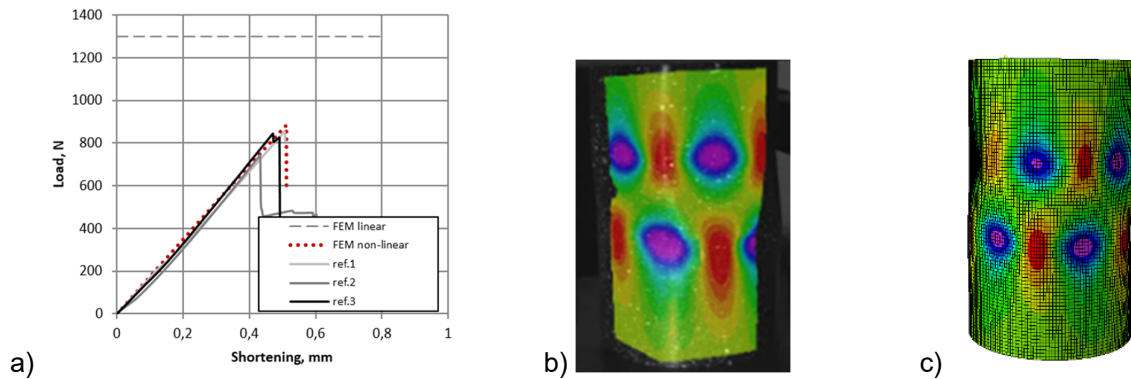 1400
1200
1000
800
600
400
200
0
Load, N
FEM linear
FEM non-linear
ref.1
ref.2
ref.3
0 0,2 0,4 0,6 0,8 1
Shortening, mm
a)
b)
c)